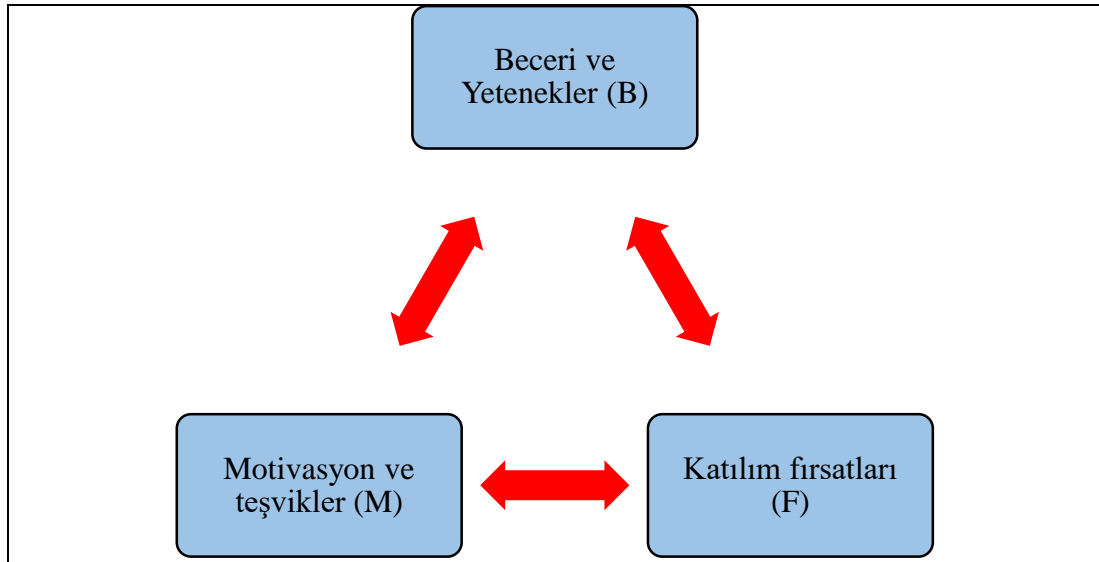 Beceri ve
Yetenekler (B)
Motivasyon ve
teşvikler (M)
Katılım fırsatları
(F)